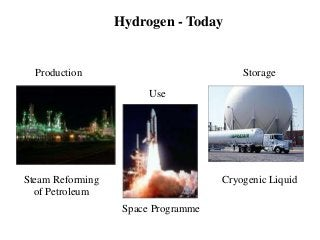 Hydrogen - Today
Production
Storage
Use
Steam Reforming
of Petroleum
Cryogenic Liquid
Space Programme